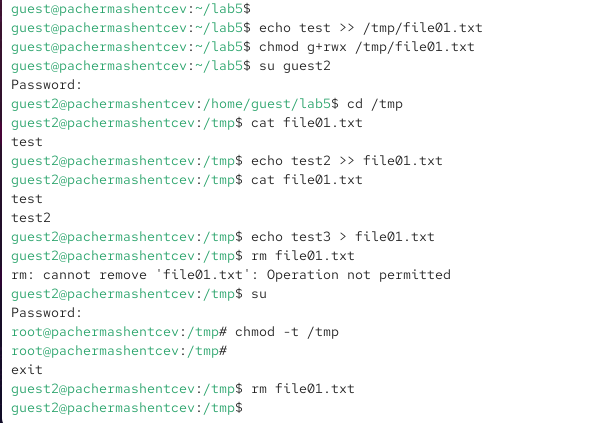 guest@pachermashentcev:~/lab5$
guest@pachermashentcev:~/lab5$ echo test >> /tmp/file01.txt
guest@pachermashentcev:~/lab5$ chmod g+rwx /tmp/file01.txt
guest@pachermashentcev:~/lab5$ su guest2
Password:
guest2@pachermashentcev:/home/guest/lab5$ cd /tmp
guest2@pachermashentcev:/tmp$ cat file01.txt
test
guest2@pachermashentcev:/tmp$ echo test2 >> file01.txt
guest2@pachermashentcev:/tmp$ cat file01.txt
test
test2
guest2@pachermashentcev:/tmp$ echo test3 > file01.txt
guest2@pachermashentcev:/tmp$ rm file01.txt
rm: cannot remove 'file01.txt': Operation not permitted
guest2@pachermashentcev:/tmp$ su
Password:
root@pachermashentcev:/tmp# chmod -t /tmp
root@pachermashentcev:/tmp#
exit
guest2@pachermashentcev:/tmp$ rm file01.txt
guest2@pachermashentcev:/tmp$